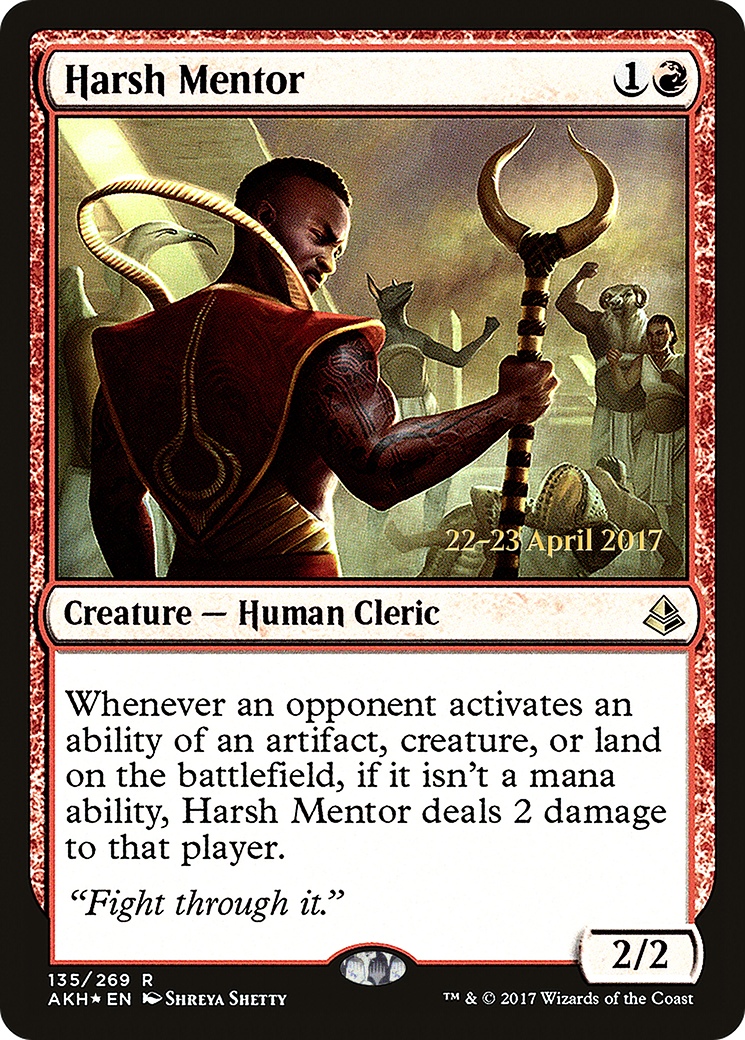 Harsh Mentor
1
22–23 April 2017
Creature — Human Cleric
Whenever an opponent activates an
ability of an artifact, creature, or land
on the battlefield, if it isn't a mana
ability, Harsh Mentor deals 2 damage
to that player.
“Fight through it.”
2/2
135/269 R
AKH★EN Shreya Shetty
™ & © 2017 Wizards of the Coast